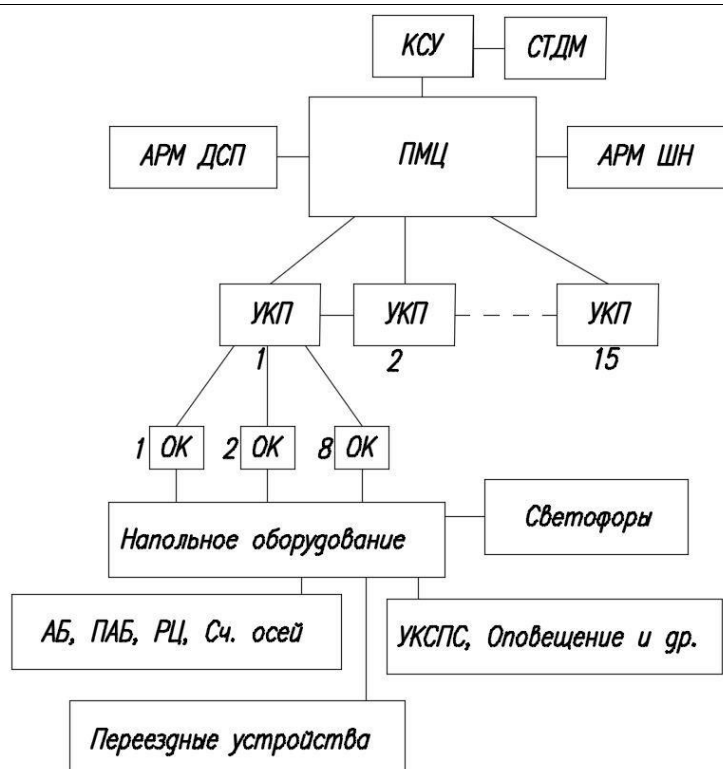 КСУ
СТДМ
АРМ ДСП
ПМЦ
АРМ ШН
УКП
УКП
УКП
1
2
15
1 ОК
2 ОК
8 ОК
Напольное оборудование
Светофоры
АБ, ПАБ, РЦ, Сч. осей
УКСПС, Оповещение и др.
Переездные устройства